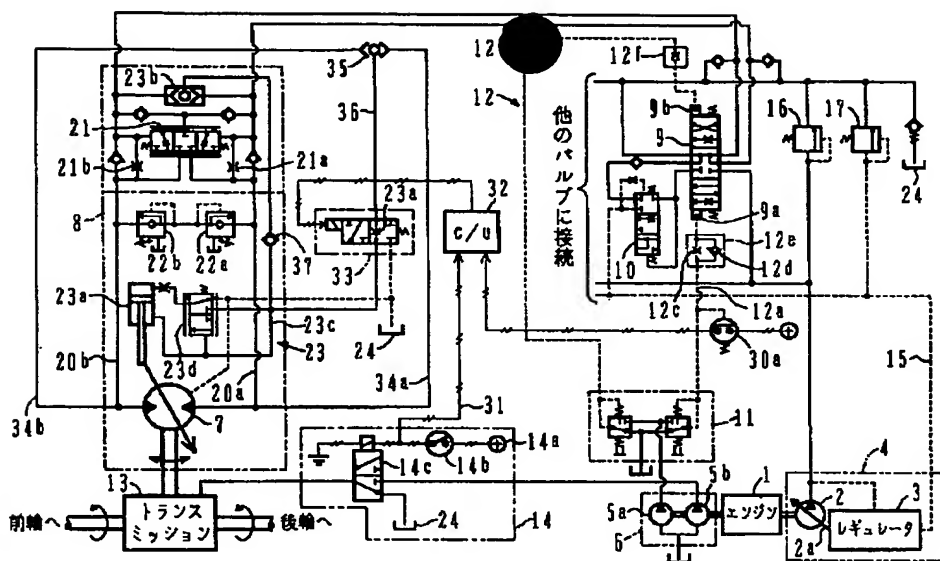 12
12f
35
23b
12
36
21
9b
9
16
17
21b
21a
32
23a
C/U
24
8
33
22b
22a
37
10
9a
12e
12d
12c
12a
23a
23d
23c
23
24
30a
15
20b
20a
34a
31
34b
7
11
14a
14b
14c
13
トランス
ミッション
前輪へ
後輪へ
24
14
5b
5a
6
1
エンジン
4
2
3
レギュレータ
2a
他のバルブに接続